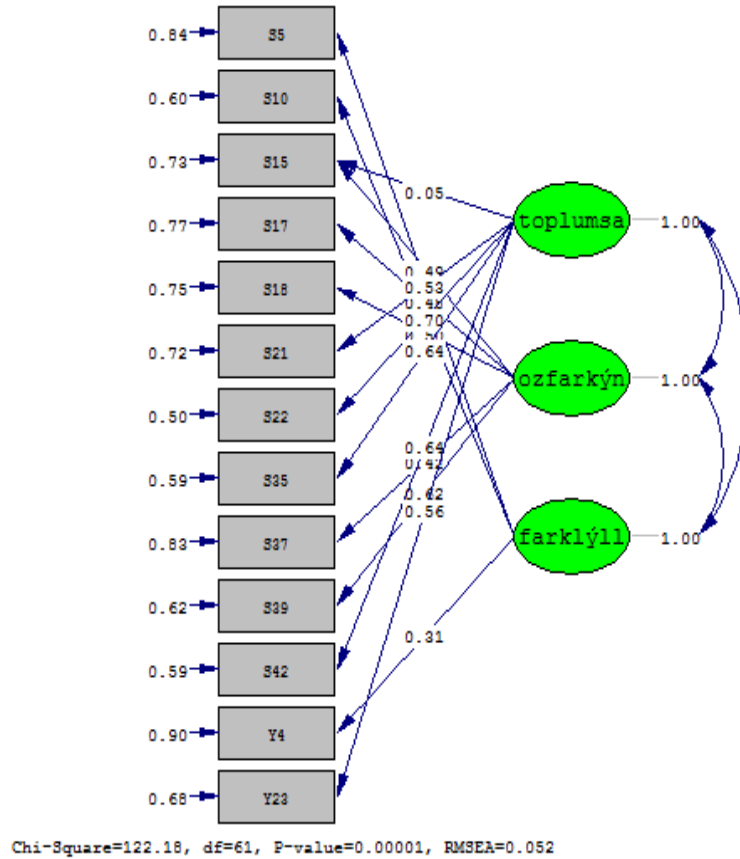 0.84 S5
0.60 S10
0.73 S15
0.05
toplumsa 1.00
0.77 S17
0.49
0.53
0.75 S18
0.70
0.64
0.72 S21
ozfarkýn 1.00
0.50 S22
0.64
0.59 S35
0.62
0.56
0.83 S37
farklýll 1.00
0.62 S39
0.31
0.59 S42
0.90 Y4
0.68 Y23
Chi-Square=122.18, df=61, P-value=0.00001, RMSEA=0.052